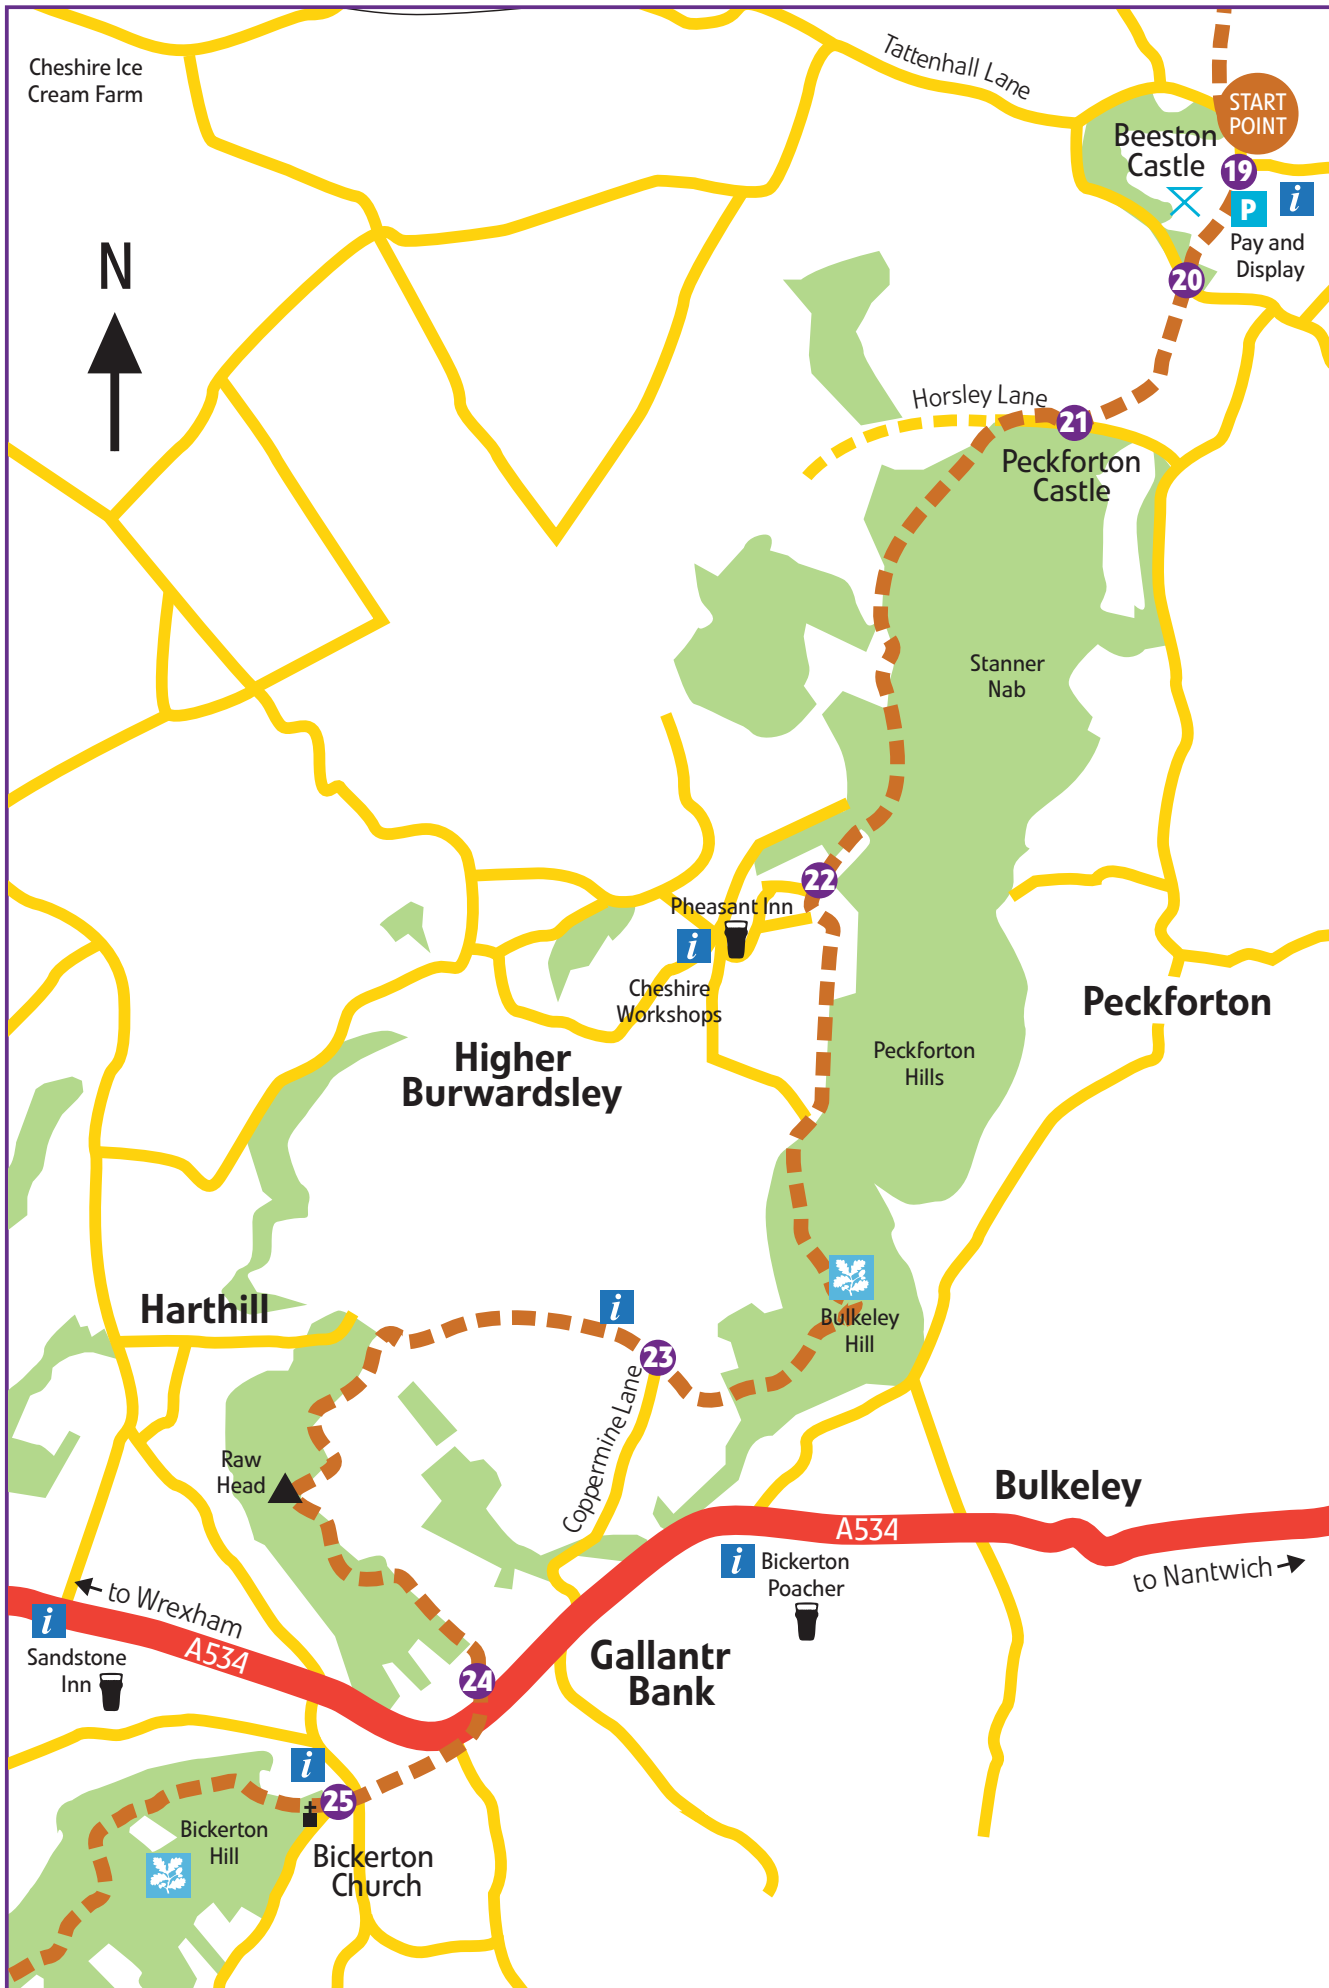 Cheshire Ice
Cream Farm
Tattenhall Lane
START
POINT
Beeston
Castle
19
P
i
Pay and
Display
N
20
Horsley Lane
21
Peckforton
Castle
Stanner
Nab
22
Pheasant Inn
i
Cheshire
Workshops
Peckforton
Higher
Burwardsley
Peckforton
Hills
Harthill
i
Bulkeley
Hill
23
Coppermine Lane
Raw
Head
Bulkeley
A534
i
Bickerton
Poacher
to Nantwich
to Wrexham
i
A534
Sandstone
Inn
Gallantr
Bank
24
i
25
Bickerton
Hill
Bickerton
Church